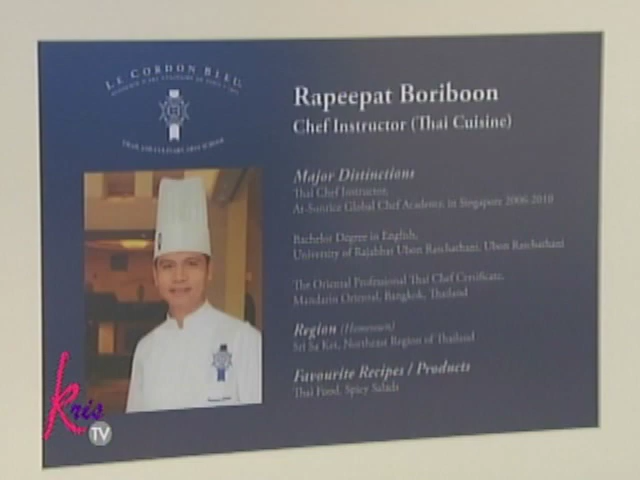 LE CORDON BLEU
Rapeepat Boriboon
Chef Instructor (Thai Cuisine)
Major Distinctions
Thai Chef Instructor,
At-Sunrice Global Chef Academy, in Singapore 2006-2010
Bachelor Degree in English,
University of Rajabhat Ubon Ratchathani, Ubon Ratchathani
The Oriental Professional Thai Chef Certificate,
Mandarin Oriental, Bangkok, Thailand
Region (Hometown)
Sri Sa Ket, Northeast Region of Thailand
Favourite Recipes / Products
Thai Food, Spicy Salads
Kris
TV